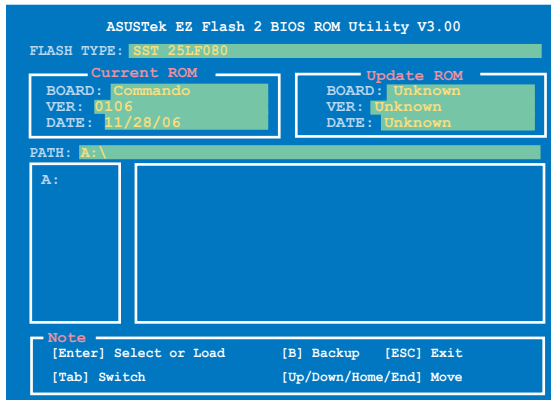 ASUSTek EZ Flash 2 BIOS ROM Utility V3.00
FLASH TYPE: SST 25LF080
Current ROM
BOARD: Commando
VER: 0106
DATE: 11/28/06
Update ROM
BOARD: Unknown
VER: Unknown
DATE: Unknown
PATH: A:\
A:
Note
[Enter] Select or Load [B] Backup [ESC] Exit
[Tab] Switch [Up/Down/Home/End] Move